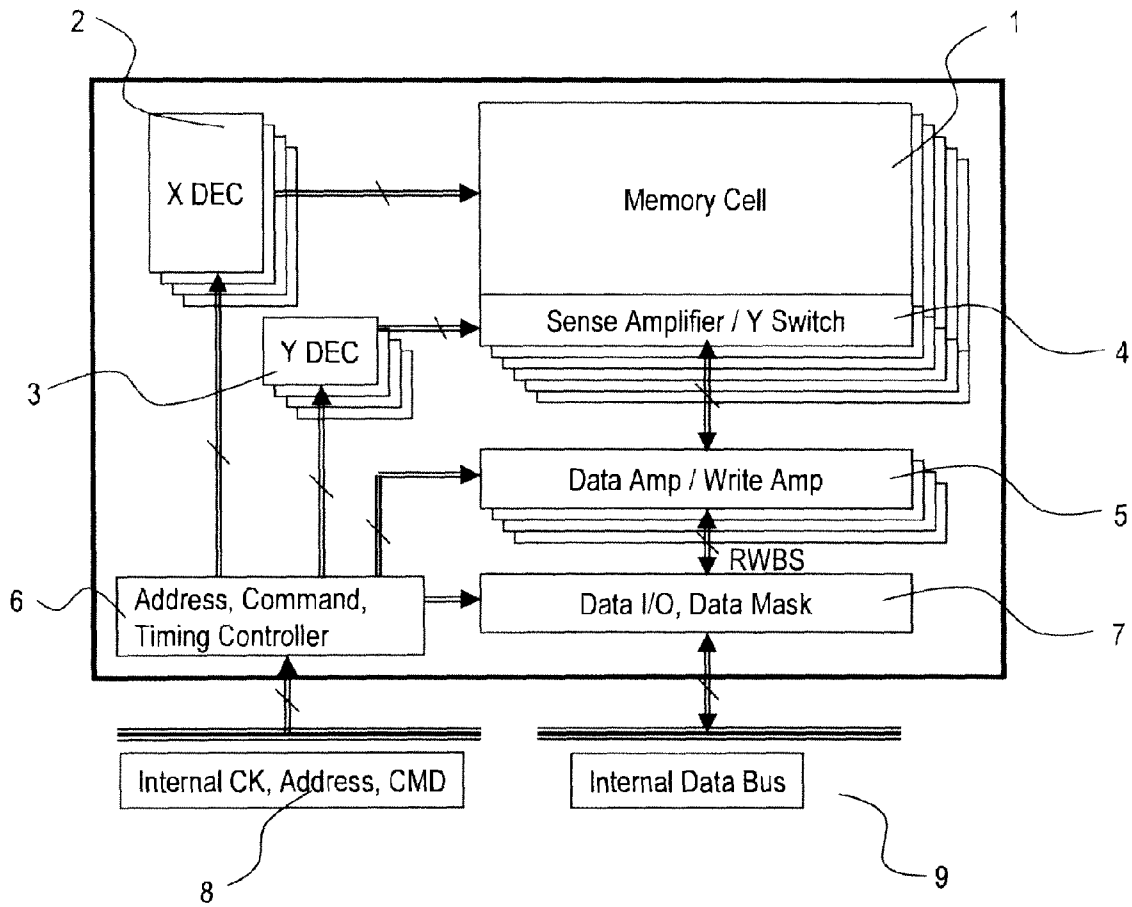 2
1
X DEC
Memory Cell
Sense Amplifier / Y Switch
Y DEC
3
4
Data Amp / Write Amp
5
RWBS
6
Address, Command,
Timing Controller
Data I/O, Data Mask
7
Internal CK, Address, CMD
Internal Data Bus
8
9